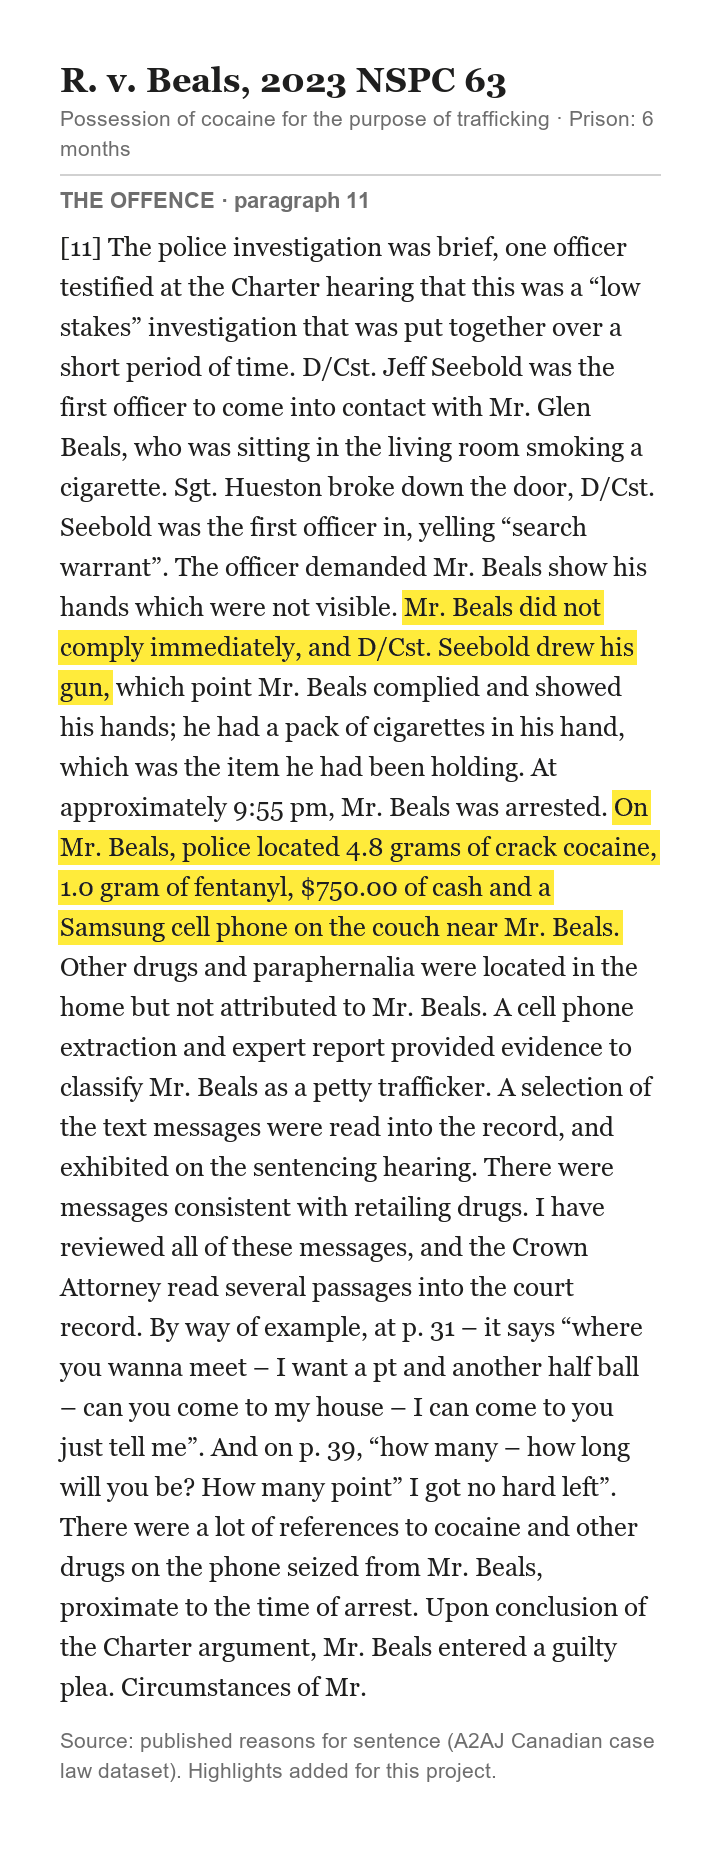 R. v. Beals, 2023 NSPC 63
Possession of cocaine for the purpose of trafficking · Prison: 6
months
THE OFFENCE · paragraph 11
[11] The police investigation was brief, one officer
testified at the Charter hearing that this was a “low
stakes” investigation that was put together over a
short period of time. D/Cst. Jeff Seebold was the
first officer to come into contact with Mr. Glen
Beals, who was sitting in the living room smoking a
cigarette. Sgt. Hueston broke down the door, D/Cst.
Seebold was the first officer in, yelling “search
warrant”. The officer demanded Mr. Beals show his
hands which were not visible. Mr. Beals did not
comply immediately, and D/Cst. Seebold drew his
gun, which point Mr. Beals complied and showed
his hands; he had a pack of cigarettes in his hand,
which was the item he had been holding. At
approximately 9:55 pm, Mr. Beals was arrested. On
Mr. Beals, police located 4.8 grams of crack cocaine,
1.0 gram of fentanyl, $750.00 of cash and a
Samsung cell phone on the couch near Mr. Beals.
Other drugs and paraphernalia were located in the
home but not attributed to Mr. Beals. A cell phone
extraction and expert report provided evidence to
classify Mr. Beals as a petty trafficker. A selection of
the text messages were read into the record, and
exhibited on the sentencing hearing. There were
messages consistent with retailing drugs. I have
reviewed all of these messages, and the Crown
Attorney read several passages into the court
record. By way of example, at p. 31 – it says “where
you wanna meet – I want a pt and another half ball
– can you come to my house – I can come to you
just tell me”. And on p. 39, “how many – how long
will you be? How many point” I got no hard left”.
There were a lot of references to cocaine and other
drugs on the phone seized from Mr. Beals,
proximate to the time of arrest. Upon conclusion of
the Charter argument, Mr. Beals entered a guilty
plea. Circumstances of Mr.
Source: published reasons for sentence (A2AJ Canadian case
law dataset). Highlights added for this project.